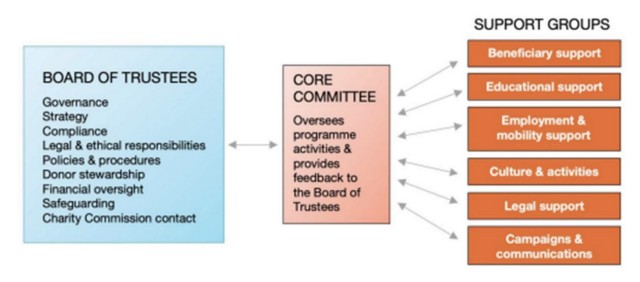 BOARD OF TRUSTEES
Governance
Strategy
Compliance
Legal & ethical responsibilities
Policies & procedures
Donor stewardship
Financial oversight
Safeguarding
Charity Commission contact
CORE
COMMITTEE
Oversees
programme
activities &
provides
feedback to
the Board of
Trustees
SUPPORT GROUPS
Beneficiary support
Educational support
Employment &
mobility support
Culture & activities
Legal support
Campaigns &
communications